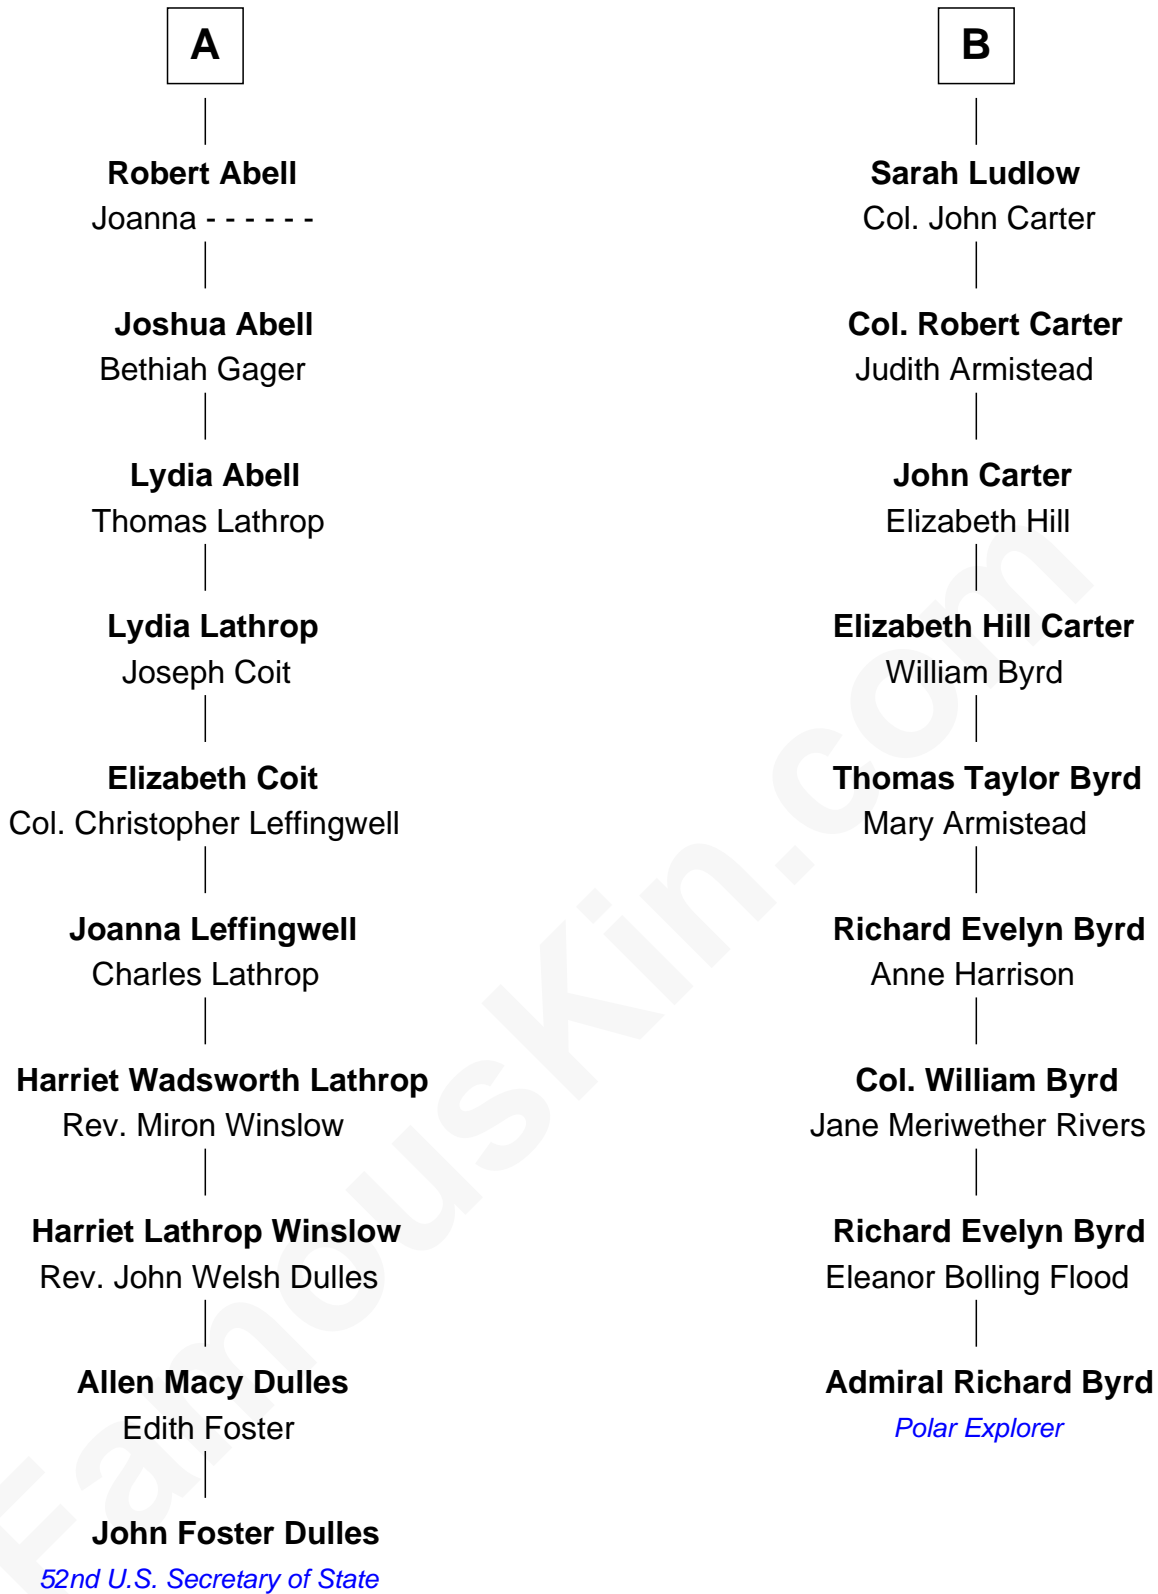 A
Robert Abell
Joanna - - - - - -
Joshua Abell
Bethiah Gager
Lydia Abell
Thomas Lathrop
Lydia Lathrop
Joseph Coit
Elizabeth Coit
Col. Christopher Leffingwell
Joanna Leffingwell
Charles Lathrop
Harriet Wadsworth Lathrop
Rev. Miron Winslow
Harriet Lathrop Winslow
Rev. John Welsh Dulles
Allen Macy Dulles
Edith Foster
John Foster Dulles
52nd U.S. Secretary of State
B
Sarah Ludlow
Col. John Carter
Col. Robert Carter
Judith Armistead
John Carter
Elizabeth Hill
Elizabeth Hill Carter
William Byrd
Thomas Taylor Byrd
Mary Armistead
Richard Evelyn Byrd
Anne Harrison
Col. William Byrd
Jane Meriwether Rivers
Richard Evelyn Byrd
Eleanor Bolling Flood
Admiral Richard Byrd
Polar Explorer
FamousKin.com